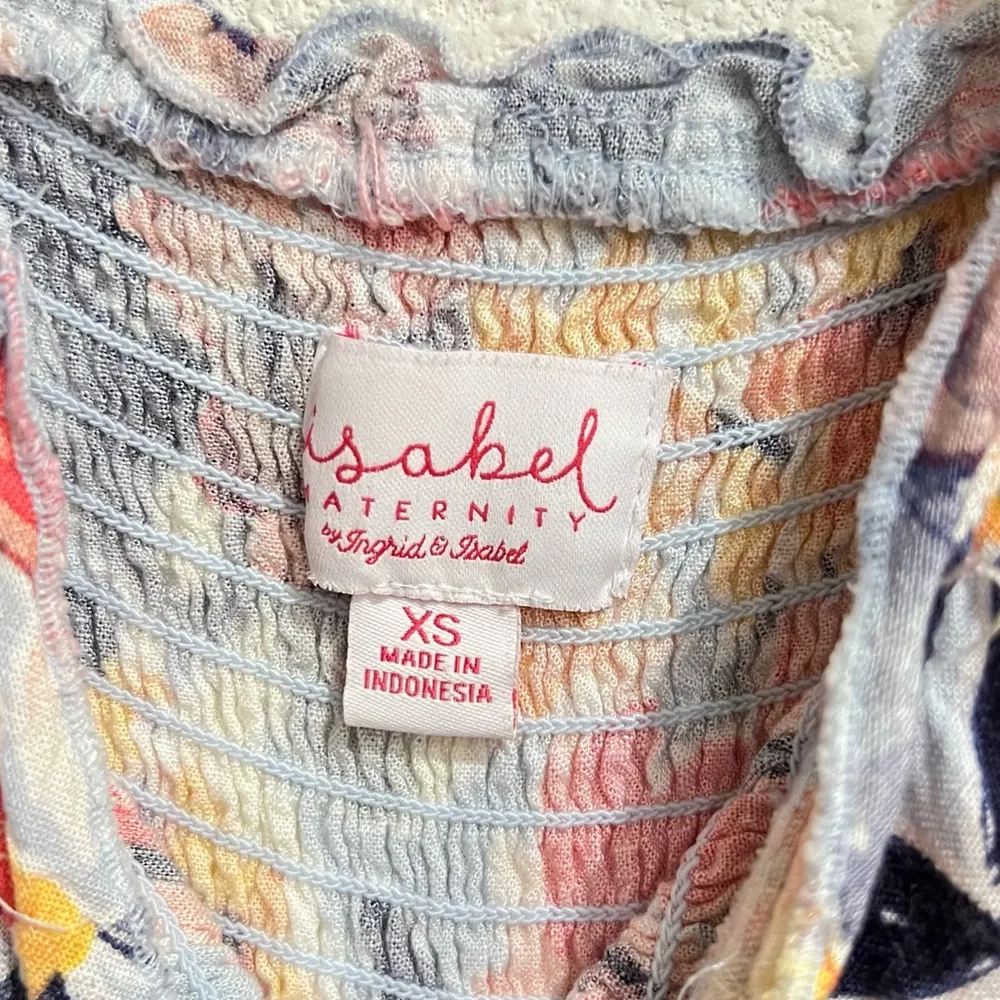 isabel
MATERNITY
by Ingrid & Isabel
XS
MADE IN
INDONESIA